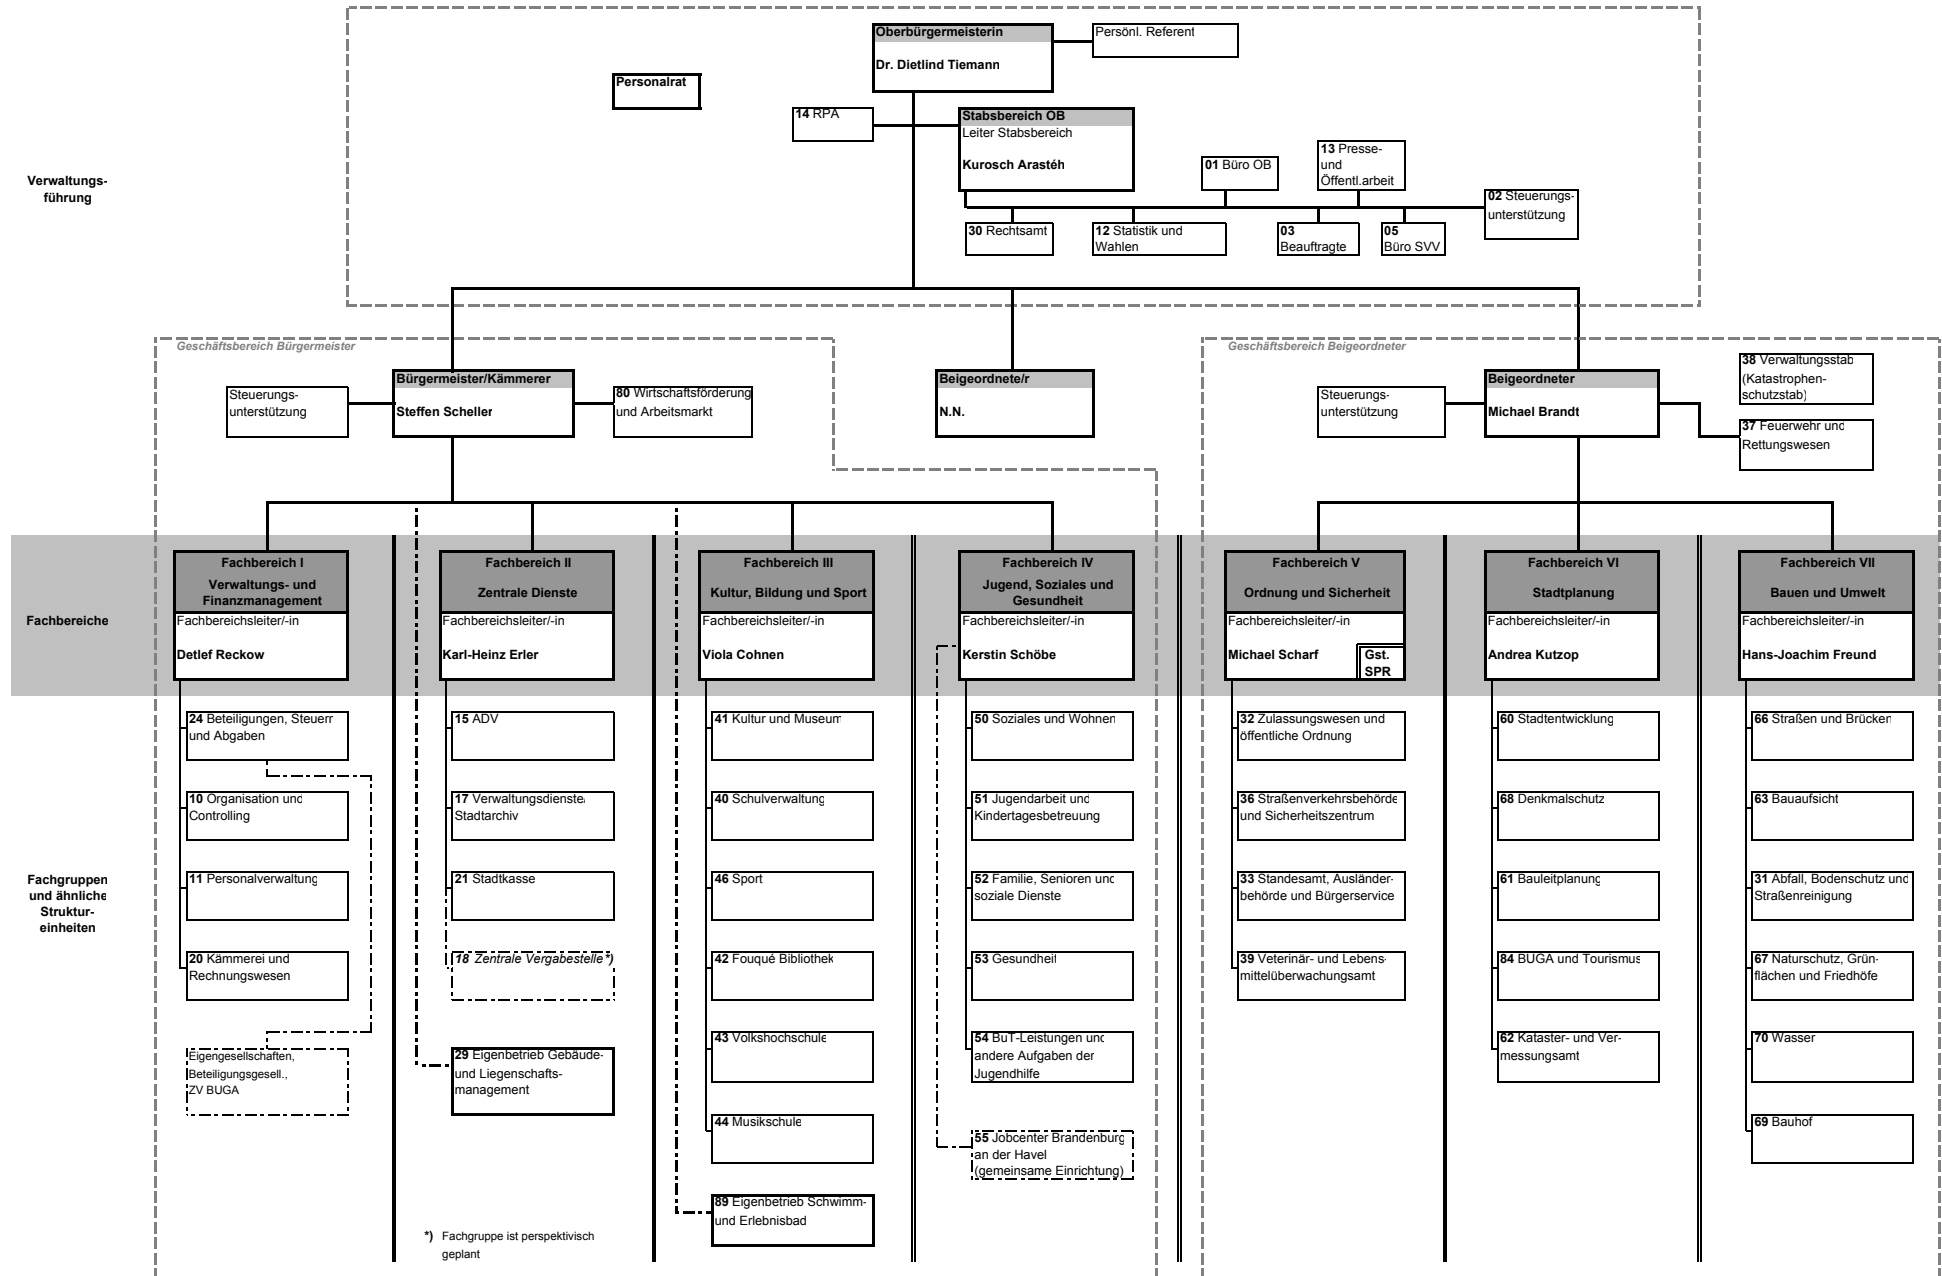 Oberbürgermeisterin
Dr. Dietlind Tiemann
Persönl. Referent
Personalrat
14 RPA
Stabsbereich OB
Leiter Stabsbereich
Kurosch Arastéh
01 Büro OB
13 Presse-
und
Öffentl.arbeit
02 Steuerungs-
unterstützung
30 Rechtsamt
12 Statistik und
Wahlen
03
Beauftragte
05
Büro SVV
Verwaltungs-
führung
Geschäftsbereich Bürgermeister
Steuerungs-
unterstützung
Bürgermeister/Kämmerer
Steffen Scheller
80 Wirtschaftsförderung
und Arbeitsmarkt
Beigeordnete/r
N.N.
Geschäftsbereich Beigeordneter
Steuerungs-
unterstützung
Beigeordneter
Michael Brandt
38 Verwaltungsstab
(Katastrophen-
schutzstab)
37 Feuerwehr und
Rettungswesen
Fachbereiche
Fachbereich I
Verwaltungs- und
Finanzmanagement
Fachbereichsleiter/-in
Detlef Reckow
Fachbereich II
Zentrale Dienste
Fachbereichsleiter/-in
Karl-Heinz Erler
Fachbereich III
Kultur, Bildung und Sport
Fachbereichsleiter/-in
Viola Cohnen
Fachbereich IV
Jugend, Soziales und
Gesundheit
Fachbereichsleiter/-in
Kerstin Schöbe
Fachbereich V
Ordnung und Sicherheit
Fachbereichsleiter/-in
Michael Scharf
Gst.
SPR
Fachbereich VI
Stadtplanung
Fachbereichsleiter/-in
Andrea Kutzop
Fachbereich VII
Bauen und Umwelt
Fachbereichsleiter/-in
Hans-Joachim Freund
Fachgruppen
und ähnliche
Struktur-
einheiten
24 Beteiligungen, Steuern
und Abgaben
10 Organisation und
Controlling
11 Personalverwaltung
20 Kämmerei und
Rechnungswesen
Eigengesellschaften,
Beteiligungsgesell.,
ZV BUGA
15 ADV
17 Verwaltungsdienste/
Stadtarchiv
21 Stadtkasse
18 Zentrale Vergabestelle*)
29 Eigenbetrieb Gebäude-
und Liegenschafts-
management
*) Fachgruppe ist perspektivisch
geplant
41 Kultur und Museum
40 Schulverwaltung
46 Sport
42 Fouqué Bibliothek
43 Volkshochschule
44 Musikschule
89 Eigenbetrieb Schwimm-
und Erlebnisbad
50 Soziales und Wohnen
51 Jugendarbeit und
Kindertagesbetreuung
52 Familie, Senioren und
soziale Dienste
53 Gesundheit
54 BuT-Leistungen und
andere Aufgaben der
Jugendhilfe
55 Jobcenter Brandenburg
an der Havel
(gemeinsame Einrichtung)
32 Zulassungswesen und
öffentliche Ordnung
36 Straßenverkehrsbehörde
und Sicherheitszentrum
33 Standesamt, Ausländer-
behörde und Bürgerservice
39 Veterinär- und Lebens-
mittelüberwachungsamt
60 Stadtentwicklung
68 Denkmalschutz
61 Bauleitplanung
84 BUGA und Tourismus
62 Kataster- und Ver-
messungsamt
66 Straßen und Brücken
63 Bauaufsicht
31 Abfall, Bodenschutz und
Straßenreinigung
67 Naturschutz, Grün-
flächen und Friedhöfe
70 Wasser
69 Bauhof